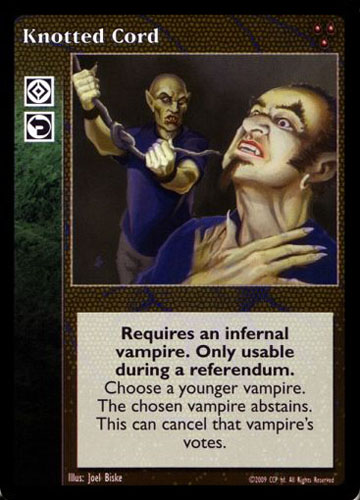 Knotted Cord
Requires an infernal
vampire. Only usable
during a referendum.
Choose a younger vampire.
The chosen vampire abstains.
This can cancel that vampire's
votes.
Illus: Joel Biske
©2009 CCP hf. All Rights Reserved